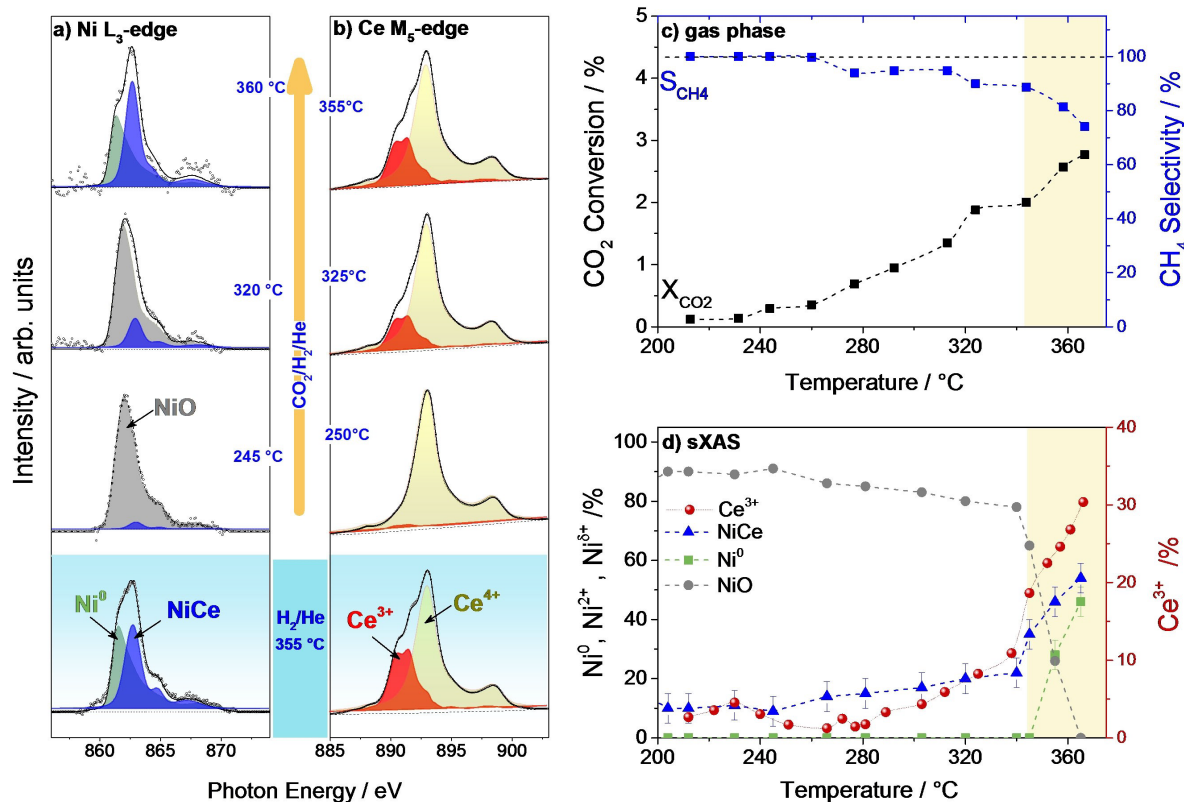 a) Ni L₃-edge
360 °C
320 °C
NiO
245 °C
Ni⁰
NiCe
860 865 870
Intensity / arb. units
CO₂/H₂/He
H₂/He
355 °C
b) Ce M₅-edge
355°C
325°C
250°C
Ce³⁺
Ce⁴⁺
885 890 895 900
Photon Energy / eV
c) gas phase
S_CH4
X_CO2
5
4
3
2
1
0
CO₂ Conversion / %
100
80
60
40
20
0
CH₄ Selectivity / %
200 240 280 320 360
Temperature / °C
d) sXAS
Ce³⁺
NiCe
Ni⁰
NiO
100
80
60
40
20
0
Ni⁰, Ni²⁺ , Ni^δ⁺ /%
40
30
20
10
0
Ce³⁺ /%
200 240 280 320 360
Temperature / °C